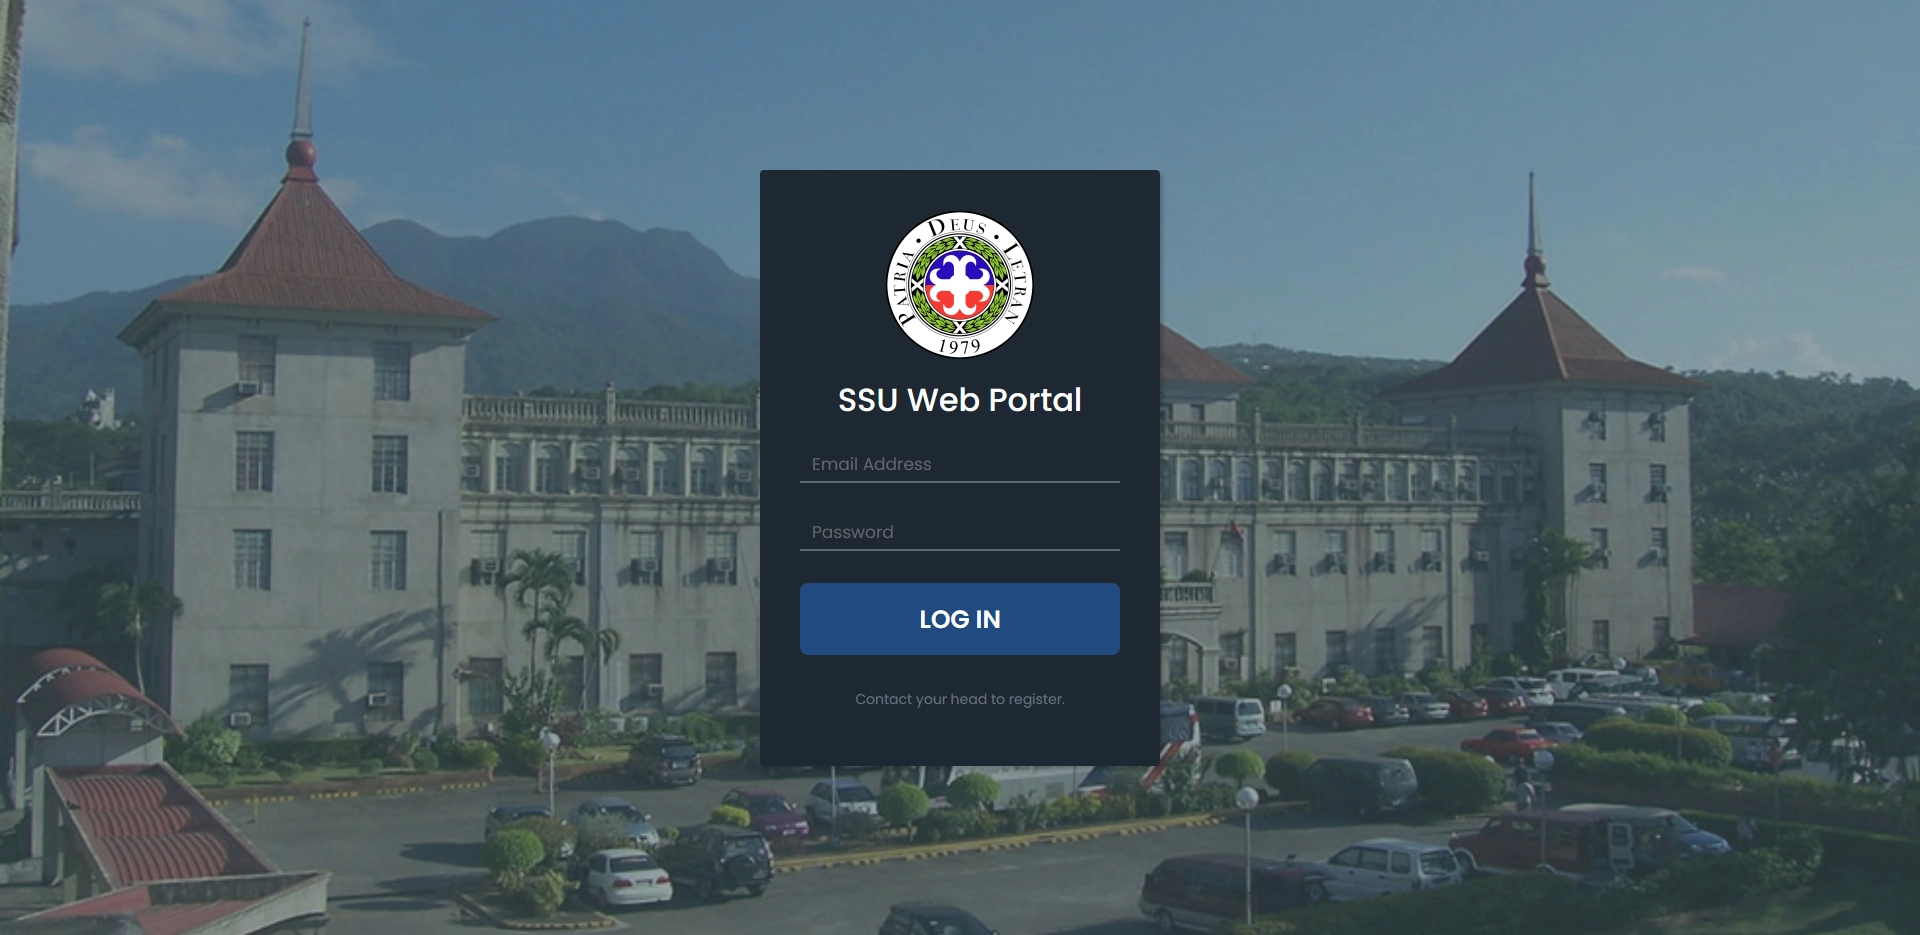 PATRIA • DEUS • LETRAN
1979
SSU Web Portal
Email Address
Password
LOG IN
Contact your head to register.